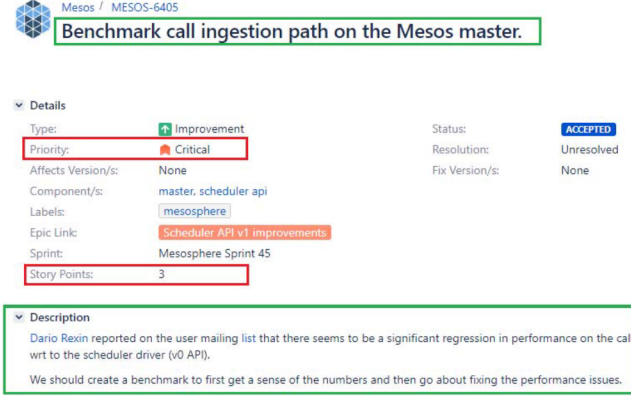 Mesos / MESOS-6405
Benchmark call ingestion path on the Mesos master.
Details
Type: Improvement Status: ACCEPTED
Priority: Critical Resolution: Unresolved
Affects Version/s: None Fix Version/s: None
Component/s: master, scheduler api
Labels: mesosphere
Epic Link: Scheduler API v1 improvements
Sprint: Mesosphere Sprint 45
Story Points: 3
Description
Dario Rexin reported on the user mailing list that there seems to be a significant regression in performance on the cal
wrt to the scheduler driver (v0 API).
We should create a benchmark to first get a sense of the numbers and then go about fixing the performance issues.